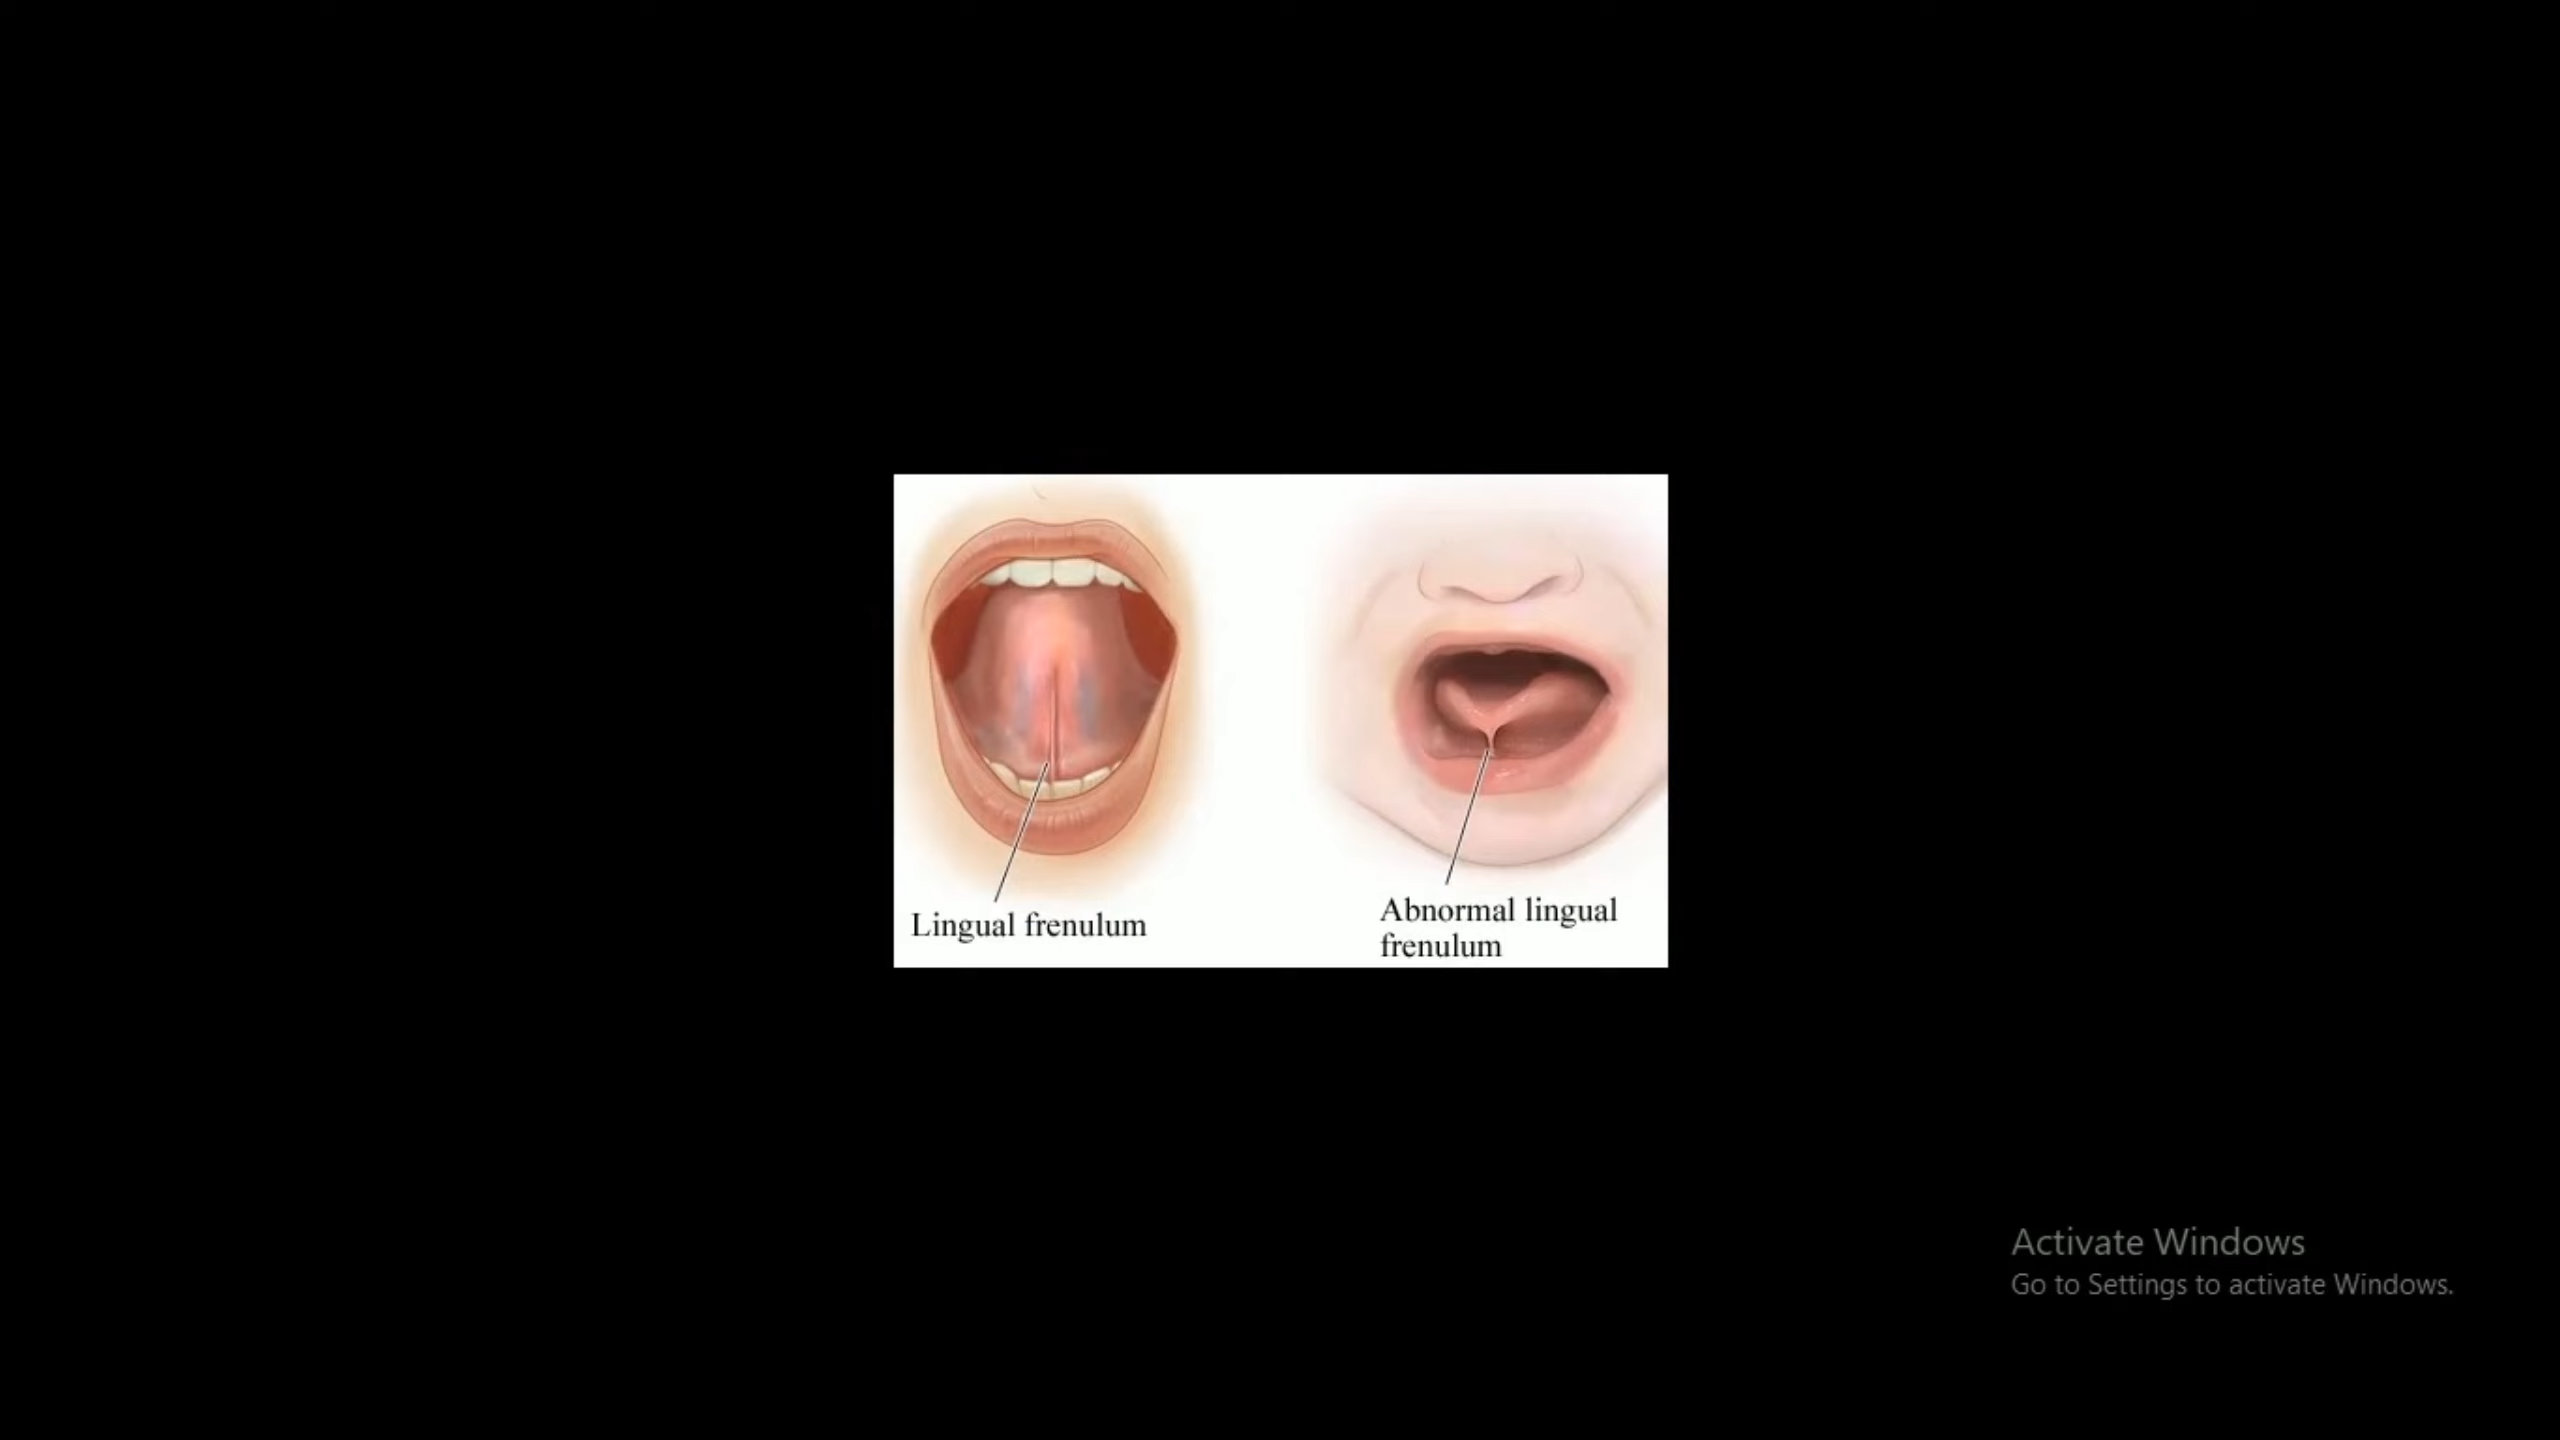 Lingual frenulum
Abnormal lingual
frenulum
Activate Windows
Go to Settings to activate Windows.